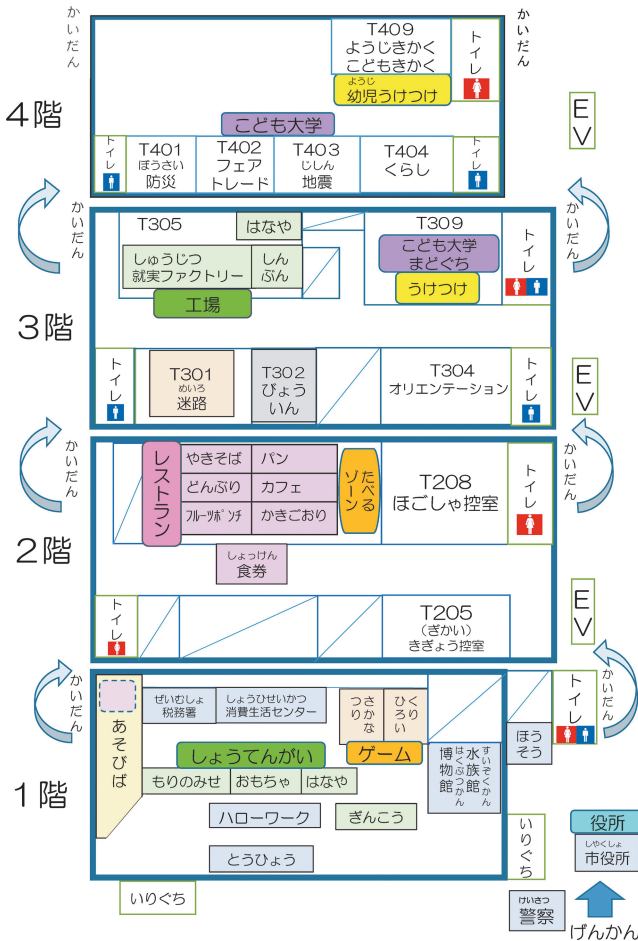 かいだん
かいだん
4階
T409
ようじきかく
こどもきかく
トイレ
ようじ
幼児うけつけ
EV
こども大学
トイレ
T401
ぼうさい
防災
T402
フェア
トレード
T403
じしん
地震
T404
くらし
トイレ
かいだん
かいだん
3階
T305
はなや
しゅうじつ
就実ファクトリー
しん
ぶん
工場
T309
こども大学
まどぐち
うけつけ
トイレ
トイレ
T301
めいろ
迷路
T302
びょう
いん
T304
オリエンテーション
トイレ
EV
かいだん
かいだん
2階
レストラン
やきそば
パン
どんぶり
カフェ
フルーツポンチ
かきごおり
たべる
ゾーン
T208
ほごしゃ控室
トイレ
しょっけん
食券
トイレ
T205
(ぎかい)
きぎょう控室
EV
かいだん
かいだん
1階
あそびば
ぜいむしょ
税務署
しょうひせいかつ
消費生活センター
さかな
つり
くり
ひろい
しょうてんがい
ゲーム
もりのみせ
おもちゃ
はなや
すいぞくかん
水族館
はくぶつかん
博物館
ほう
そう
トイレ
ハローワーク
ぎんこう
とうひょう
いりぐち
いりぐち
役所
しやくしょ
市役所
けいさつ
警察
げんかん